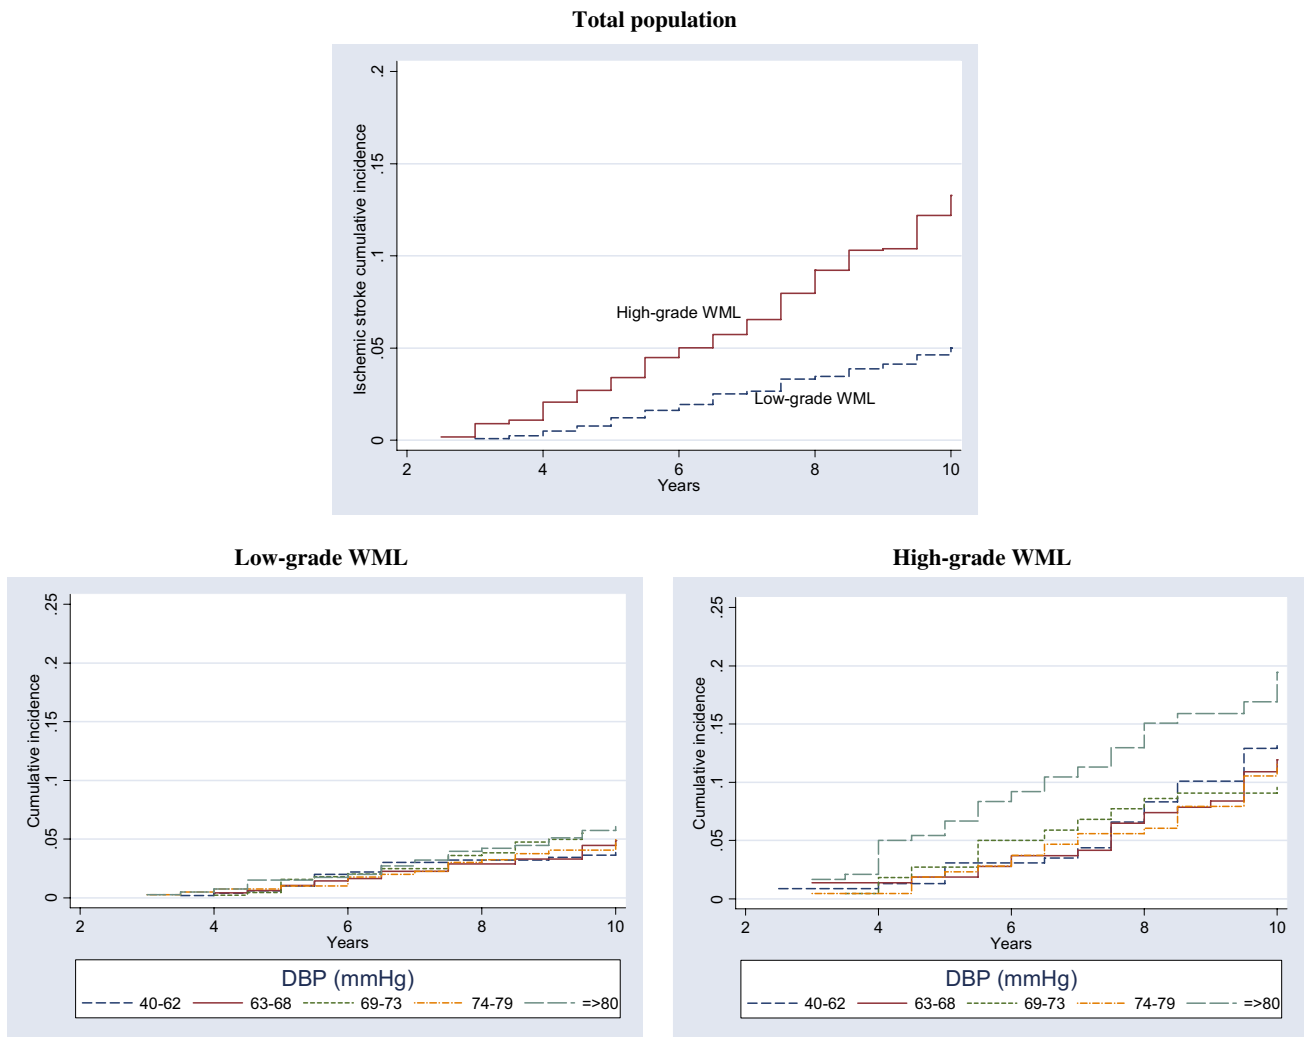 Total population
Ischemic stroke cumulative incidence
.2
.15
.1
.05
0
High-grade WML
Low-grade WML
2 4 6 8 10
Years
Low-grade WML
Cumulative incidence
.25
.2
.15
.1
.05
0
2 4 6 8 10
Years
DBP (mmHg)
40-62 63-68 69-73 74-79 =>80
High-grade WML
Cumulative incidence
.25
.2
.15
.1
.05
0
2 4 6 8 10
Years
DBP (mmHg)
40-62 63-68 69-73 74-79 =>80